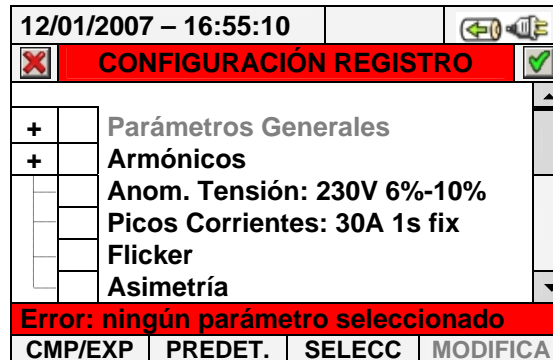 12/01/2007 – 16:55:10
CONFIGURACIÓN REGISTRO
+ Parámetros Generales
+ Armónicos
Anom. Tensión: 230V 6%-10%
Picos Corrientes: 30A 1s fix
Flicker
Asimetría
Error: ningún parámetro seleccionado
CMP/EXP PREDET. SELECC MODIFICA